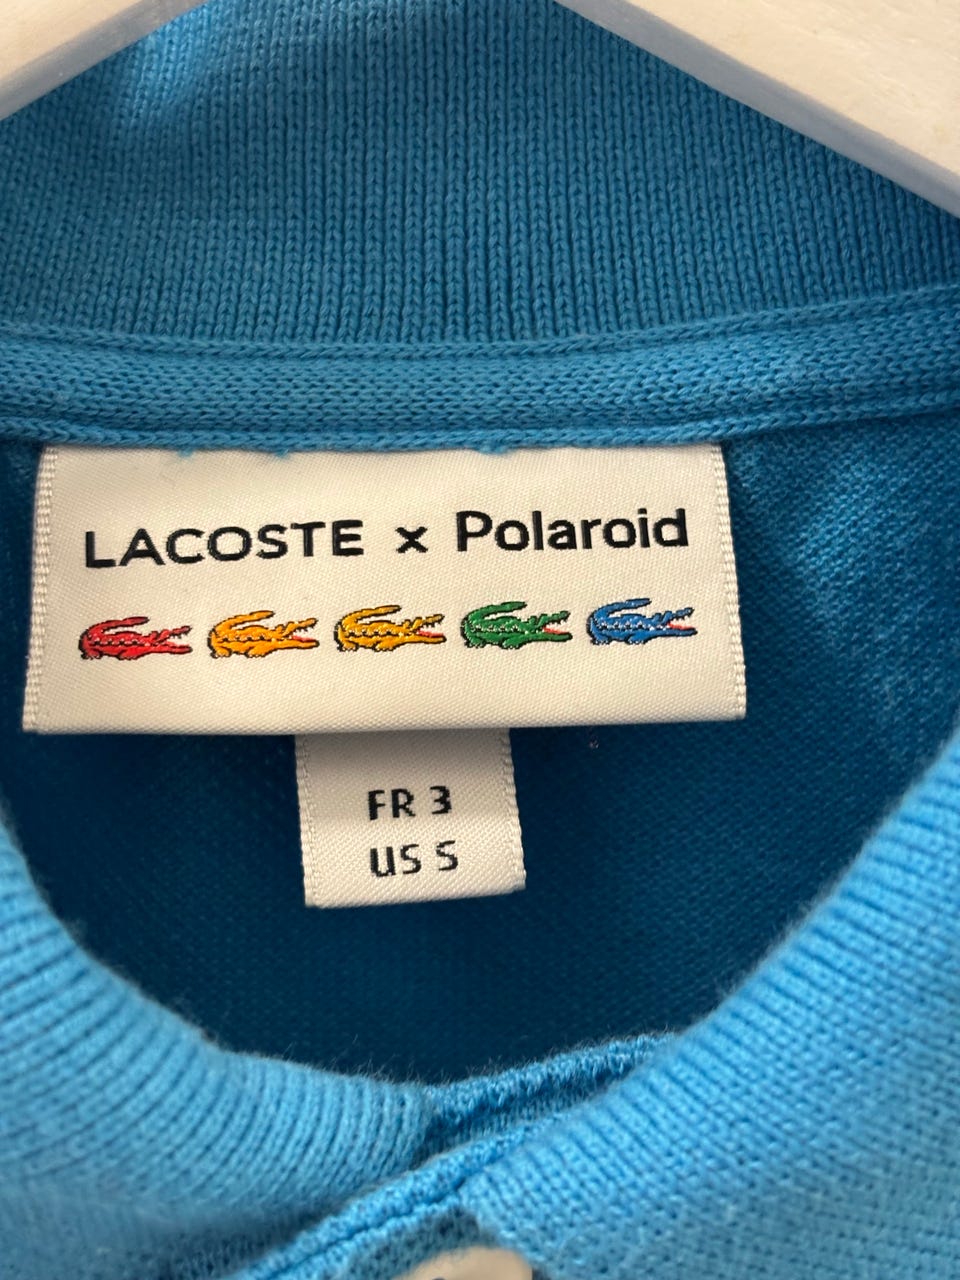 LACOSTE x Polaroid
FR 3
US S